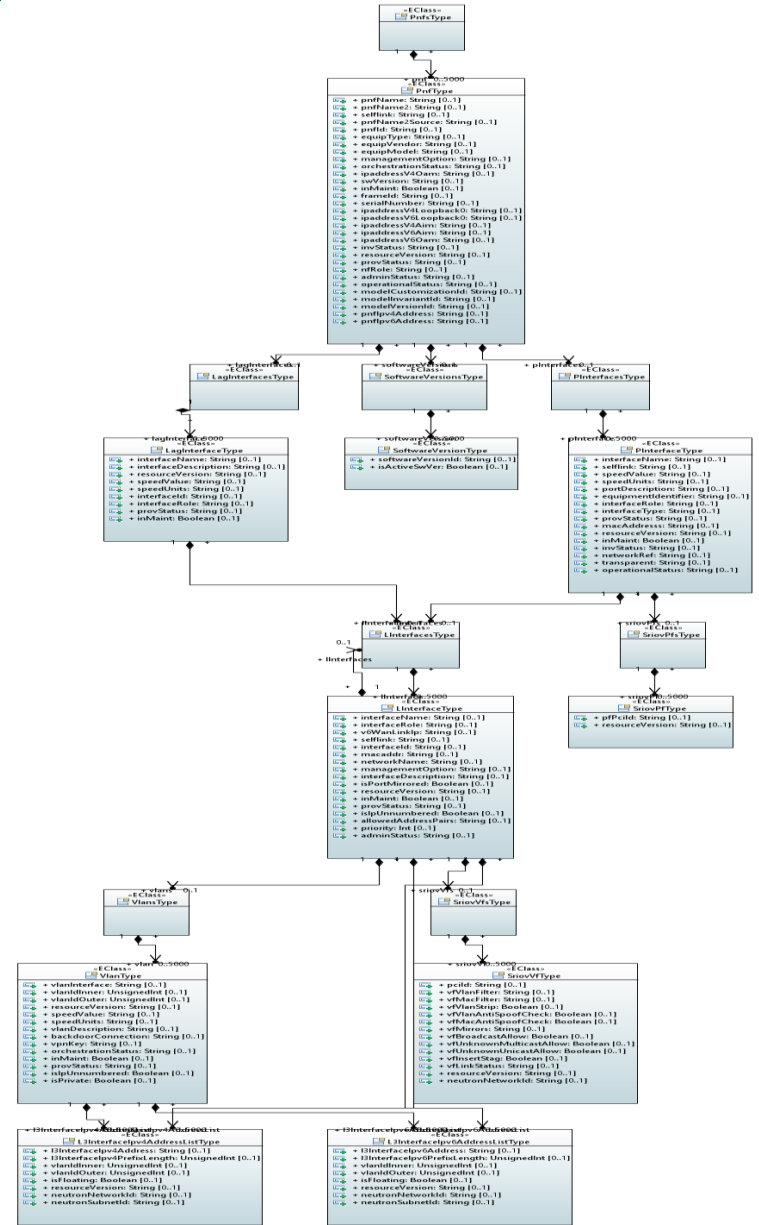 «EClass»
PnfsType
1
*
+ pnf 0..5000
«EClass»
PnfType
+ pnfName: String [0..1]
+ pnfName2: String [0..1]
+ selflink: String [0..1]
+ pnfName2Source: String [0..1]
+ pnfId: String [0..1]
+ equipType: String [0..1]
+ equipVendor: String [0..1]
+ equipModel: String [0..1]
+ managementOption: String [0..1]
+ orchestrationStatus: String [0..1]
+ ipaddressV4Oam: String [0..1]
+ swVersion: String [0..1]
+ inMaint: Boolean [0..1]
+ frameId: String [0..1]
+ serialNumber: String [0..1]
+ ipaddressV4Loopback0: String [0..1]
+ ipaddressV6Loopback0: String [0..1]
+ ipaddressV4Aim: String [0..1]
+ ipaddressV6Aim: String [0..1]
+ ipaddressV6Oam: String [0..1]
+ invStatus: String [0..1]
+ resourceVersion: String [0..1]
+ provStatus: String [0..1]
+ nfRole: String [0..1]
+ adminStatus: String [0..1]
+ operationalStatus: String [0..1]
+ modelCustomizationId: String [0..1]
+ modelInvariantId: String [0..1]
+ modelVersionId: String [0..1]
+ pnfIpv4Address: String [0..1]
+ pnfIpv6Address: String [0..1]
«EClass»
LagInterfacesType
«EClass»
SoftwareVersionsType
+ pInterfaces
«EClass»
PInterfacesType
«EClass»
LagInterfaceType
+ interfaceName: String [0..1]
+ interfaceDescription: String [0..1]
+ resourceVersion: String [0..1]
+ speedValue: String [0..1]
+ speedUnits: String [0..1]
+ interfaceId: String [0..1]
+ interfaceRole: String [0..1]
+ provStatus: String [0..1]
+ inMaint: Boolean [0..1]
«EClass»
SoftwareVersionType
+ softwareVersionId: String [0..1]
+ isActiveSwVer: Boolean [0..1]
«EClass»
PInterfaceType
+ interfaceName: String [0..1]
+ selflink: String [0..1]
+ speedValue: String [0..1]
+ speedUnits: String [0..1]
+ portDescription: String [0..1]
+ equipmentIdentifier: String [0..1]
+ interfaceRole: String [0..1]
+ interfaceType: String [0..1]
+ provStatus: String [0..1]
+ macAddresss: String [0..1]
+ resourceVersion: String [0..1]
+ inMaint: Boolean [0..1]
+ invStatus: String [0..1]
+ networkRef: String [0..1]
+ transparent: String [0..1]
+ operationalStatus: String [0..1]
«EClass»
LInterfacesType
0..1
+ lInterfaces
+ sriovPfs 0..1
«EClass»
SriovPfsType
«EClass»
LInterfaceType
+ interfaceName: String [0..1]
+ interfaceRole: String [0..1]
+ v6WanLinkIp: String [0..1]
+ selflink: String [0..1]
+ interfaceId: String [0..1]
+ macaddr: String [0..1]
+ networkName: String [0..1]
+ managementOption: String [0..1]
+ interfaceDescription: String [0..1]
+ isPortMirrored: Boolean [0..1]
+ resourceVersion: String [0..1]
+ inMaint: Boolean [0..1]
+ provStatus: String [0..1]
+ isIpUnnumbered: Boolean [0..1]
+ allowedAddressPairs: String [0..1]
+ priority: Int [0..1]
+ adminStatus: String [0..1]
«EClass»
SriovPfType
+ pfPciId: String [0..1]
+ resourceVersion: String [0..1]
+ vlans 0..1
«EClass»
VlansType
+ sriovVfs 0..1
«EClass»
SriovVfsType
+ vlan 0..5000
«EClass»
VlanType
+ vlanInterface: String [0..1]
+ vlanIdInner: UnsignedInt [0..1]
+ vlanIdOuter: UnsignedInt [0..1]
+ resourceVersion: String [0..1]
+ speedValue: String [0..1]
+ speedUnits: String [0..1]
+ vlanDescription: String [0..1]
+ backdoorConnection: String [0..1]
+ vpnKey: String [0..1]
+ orchestrationStatus: String [0..1]
+ inMaint: Boolean [0..1]
+ provStatus: String [0..1]
+ isIpUnnumbered: Boolean [0..1]
+ isPrivate: Boolean [0..1]
«EClass»
SriovVfType
+ pciId: String [0..1]
+ vfVlanFilter: String [0..1]
+ vfMacFilter: String [0..1]
+ vfVlanStrip: Boolean [0..1]
+ vfVlanAntiSpoofCheck: Boolean [0..1]
+ vfMacAntiSpoofCheck: Boolean [0..1]
+ vfMirrors: String [0..1]
+ vfBroadcastAllow: Boolean [0..1]
+ vfUnknownMulticastAllow: Boolean [0..1]
+ vfUnknownUnicastAllow: Boolean [0..1]
+ vfInsertStag: Boolean [0..1]
+ vfLinkStatus: String [0..1]
+ resourceVersion: String [0..1]
+ neutronNetworkId: String [0..1]
«EClass»
L3InterfaceIpv4AddressListType
+ l3InterfaceIpv4Address: String [0..1]
+ l3InterfaceIpv4PrefixLength: UnsignedInt [0..1]
+ vlanIdInner: UnsignedInt [0..1]
+ vlanIdOuter: UnsignedInt [0..1]
+ isFloating: Boolean [0..1]
+ resourceVersion: String [0..1]
+ neutronNetworkId: String [0..1]
+ neutronSubnetId: String [0..1]
«EClass»
L3InterfaceIpv6AddressListType
+ l3InterfaceIpv6Address: String [0..1]
+ l3InterfaceIpv6PrefixLength: UnsignedInt [0..1]
+ vlanIdInner: UnsignedInt [0..1]
+ vlanIdOuter: UnsignedInt [0..1]
+ isFloating: Boolean [0..1]
+ resourceVersion: String [0..1]
+ neutronNetworkId: String [0..1]
+ neutronSubnetId: String [0..1]